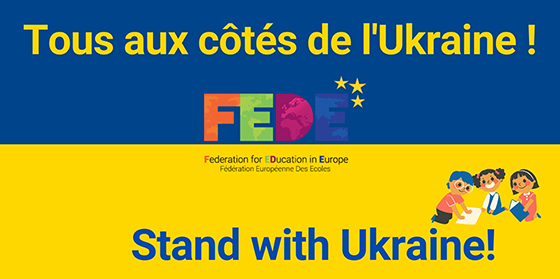 Tous aux côtés de l'Ukraine !
FEDE
Federation for EDucation in Europe
Fédération Européenne Des Ecoles
Stand with Ukraine!